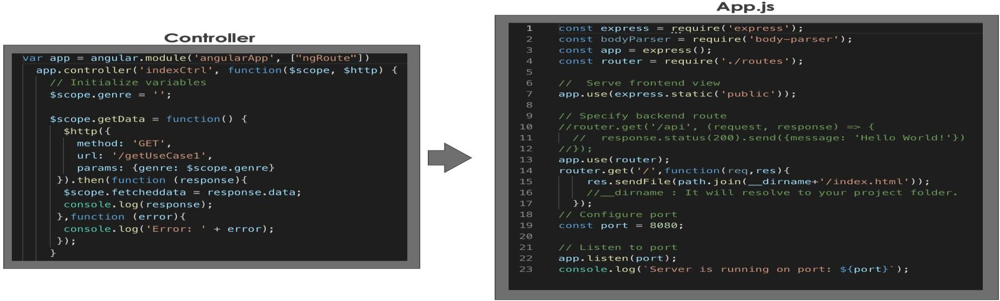 Controller
var app = angular.module('angularApp', ["ngRoute"])
app.controller('indexCtrl', function($scope, $http) {
// Initialize variables
$scope.genre = '';
$scope.getData = function() {
$http({
method: 'GET',
url: '/getUseCase1',
params: {genre: $scope.genre}
}).then(function (response){
$scope.fetcheddata = response.data;
console.log(response);
},function (error){
console.log('Error: ' + error);
});
}
App.js
1 const express = require('express');
2 const bodyParser = require('body-parser');
3 const app = express();
4 const router = require('./routes');
5
6 //  Serve frontend view
7 app.use(express.static('public'));
8
9 // Specify backend route
10 //router.get('/api', (request, response) => {
11 //  response.status(200).send({message: 'Hello World!'})
12 //});
13 app.use(router);
14 router.get('/',function(req,res){
15 res.sendFile(path.join(__dirname+'/index.html'));
16 //__dirname : It will resolve to your project folder.
17 });
18 // Configure port
19 const port = 8080;
20
21 // Listen to port
22 app.listen(port);
23 console.log(`Server is running on port: ${port}`);